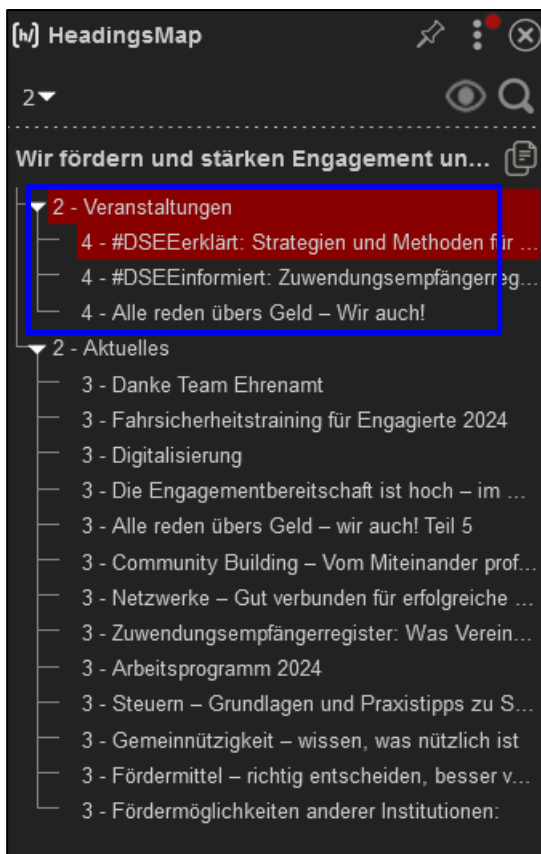 [h/] HeadingsMap
2
Wir fördern und stärken Engagement un...
2 - Veranstaltungen
4 - #DSEEerklärt: Strategien und Methoden für ...
4 - #DSEEinformiert: Zuwendungsempfängerreg...
4 - Alle reden übers Geld – Wir auch!
2 - Aktuelles
3 - Danke Team Ehrenamt
3 - Fahrsicherheitstraining für Engagierte 2024
3 - Digitalisierung
3 - Die Engagementbereitschaft ist hoch – im ...
3 - Alle reden übers Geld – wir auch! Teil 5
3 - Community Building – Vom Miteinander prof...
3 - Netzwerke – Gut verbunden für erfolgreiche ...
3 - Zuwendungsempfängerregister: Was Verein...
3 - Arbeitsprogramm 2024
3 - Steuern – Grundlagen und Praxistipps zu S...
3 - Gemeinnützigkeit – wissen, was nützlich ist
3 - Fördermittel – richtig entscheiden, besser v...
3 - Fördermöglichkeiten anderer Institutionen: